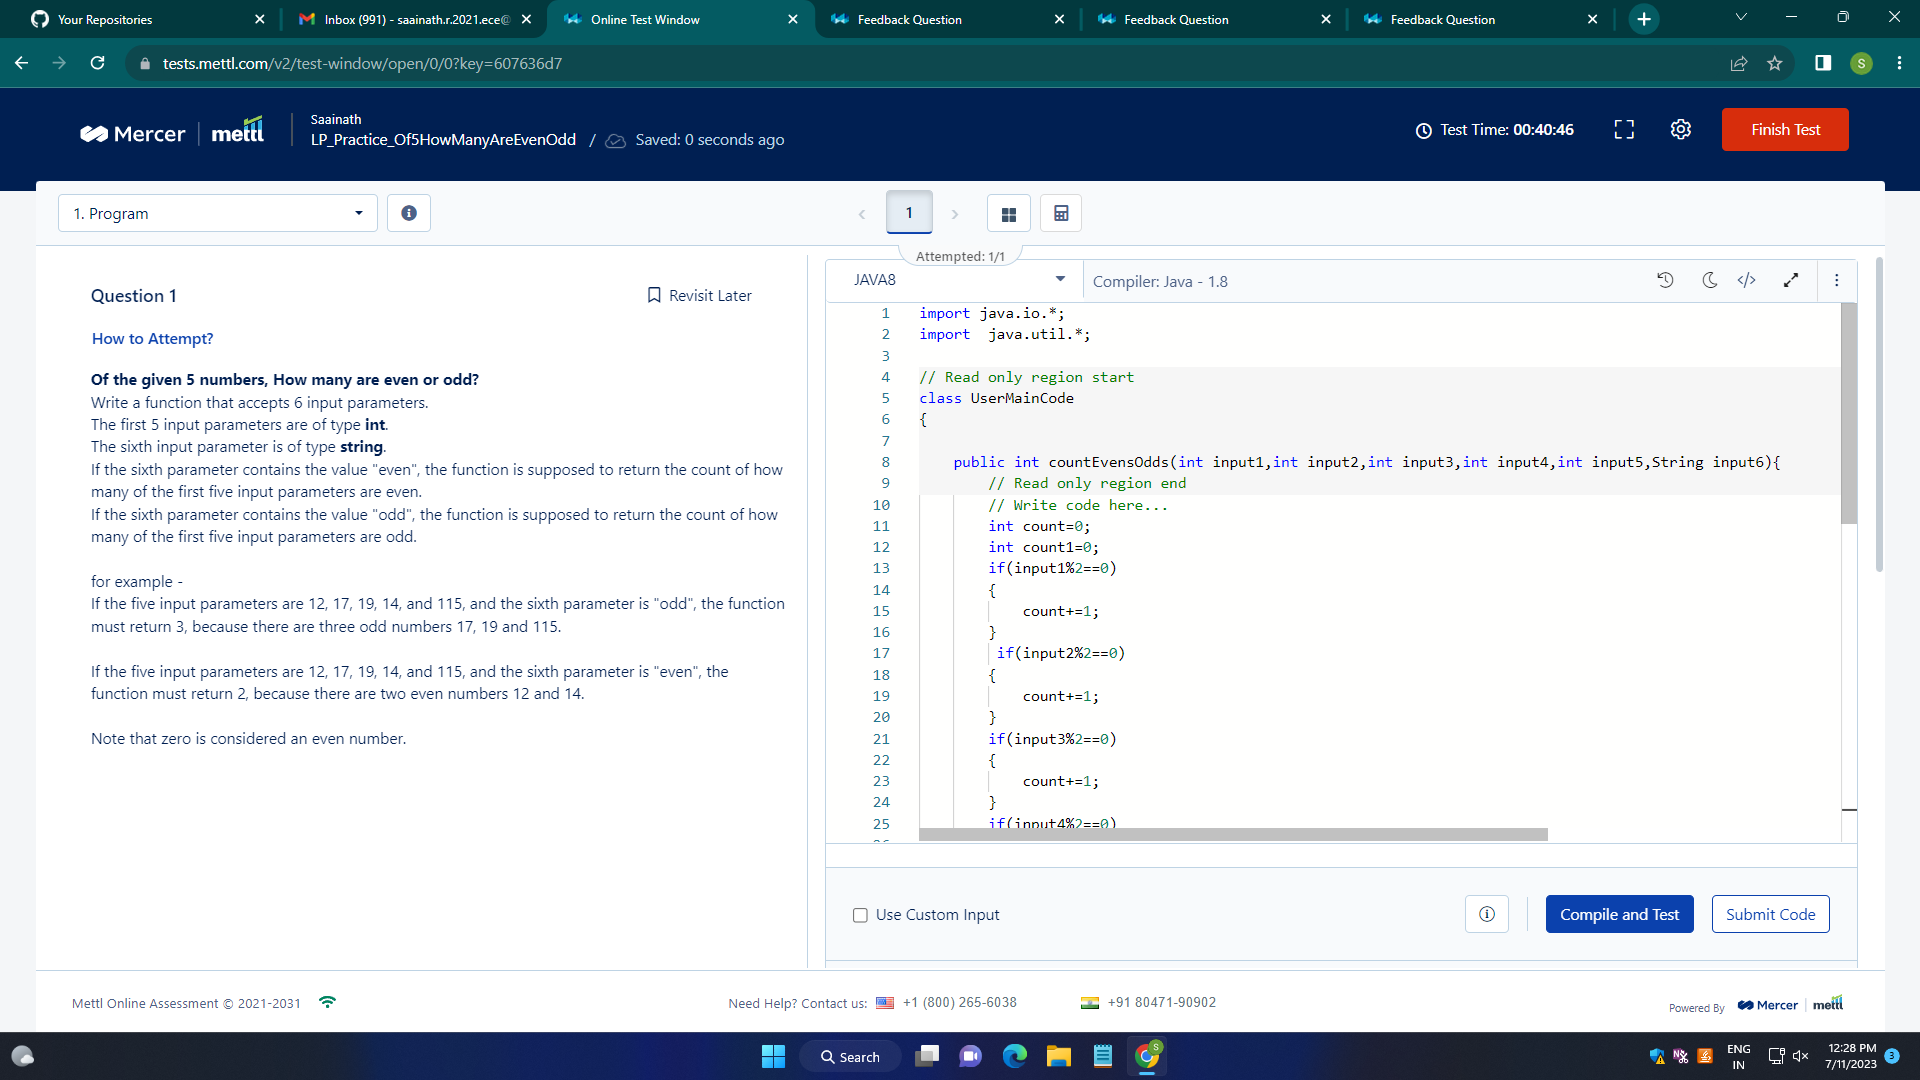 Your Repositories
Inbox (991) - saainath.r.2021.ece@
Online Test Window
Feedback Question
Feedback Question
Feedback Question
tests.mettl.com/v2/test-window/open/0/0?key=607636d7
S
Mercer | mettl
Saainath
LP_Practice_Of5HowManyAreEvenOdd / Saved: 0 seconds ago
Test Time: 00:40:46
Finish Test
1. Program
1
Attempted: 1/1
Question 1
Revisit Later
How to Attempt?
Of the given 5 numbers, How many are even or odd?
Write a function that accepts 6 input parameters.
The first 5 input parameters are of type int.
The sixth input parameter is of type string.
If the sixth parameter contains the value "even", the function is supposed to return the count of how
many of the first five input parameters are even.
If the sixth parameter contains the value "odd", the function is supposed to return the count of how
many of the first five input parameters are odd.
for example -
If the five input parameters are 12, 17, 19, 14, and 115, and the sixth parameter is "odd", the function
must return 3, because there are three odd numbers 17, 19 and 115.
If the five input parameters are 12, 17, 19, 14, and 115, and the sixth parameter is "even", the
function must return 2, because there are two even numbers 12 and 14.
Note that zero is considered an even number.
JAVA8
Compiler: Java - 1.8
1 import java.io.*;
2 import  java.util.*;
3
4 // Read only region start
5 class UserMainCode
6 {
7
8 public int countEvensOdds(int input1,int input2,int input3,int input4,int input5,String input6){
9 // Read only region end
10 // Write code here...
11 int count=0;
12 int count1=0;
13 if(input1%2==0)
14 {
15 count+=1;
16 }
17 if(input2%2==0)
18 {
19 count+=1;
20 }
21 if(input3%2==0)
22 {
23 count+=1;
24 }
25 if(input4%2==0)
Use Custom Input
Compile and Test
Submit Code
Mettl Online Assessment © 2021-2031
Need Help? Contact us: +1 (800) 265-6038
+91 80471-90902
Powered By Mercer | mettl
Search
S
ENG
IN
12:28 PM
7/11/2023
3